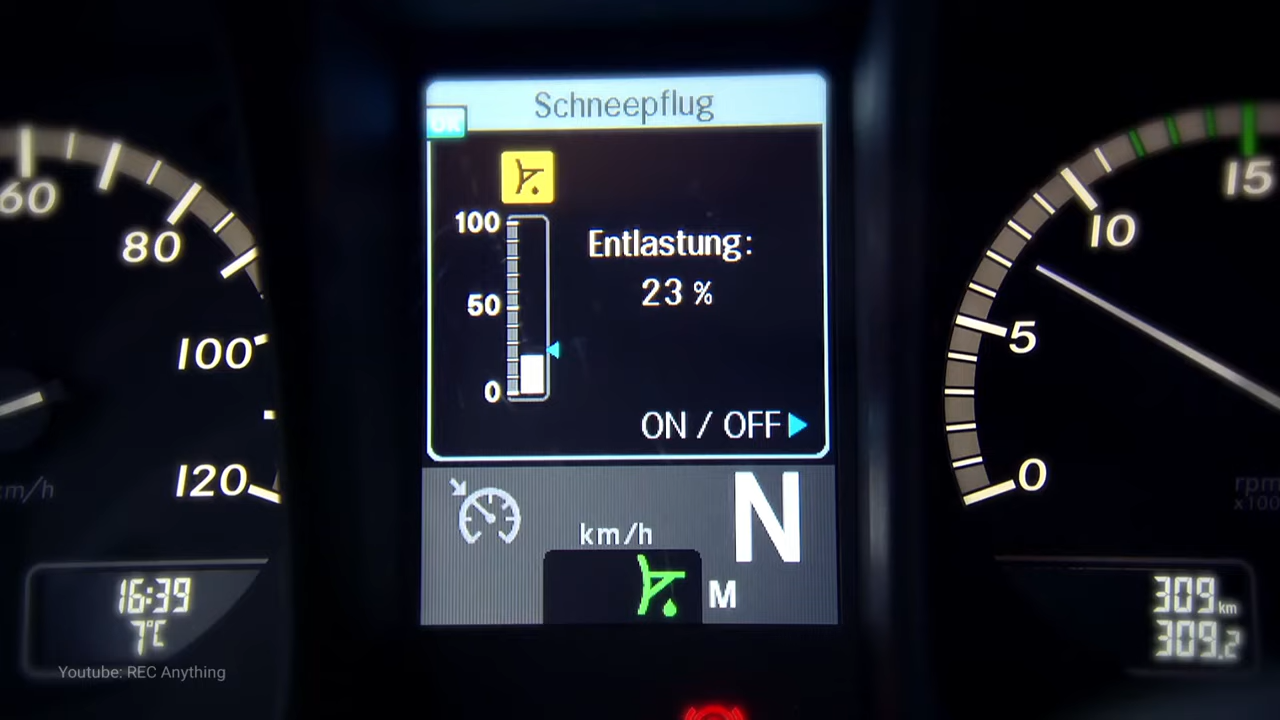 Schneepflug
OK
100
50
0
Entlastung:
23 %
ON / OFF
km/h
N
M
60
80
100
120
km/h
16:39
7°C
0
5
10
15
rpm
309 km
309.2
Youtube: REC Anything